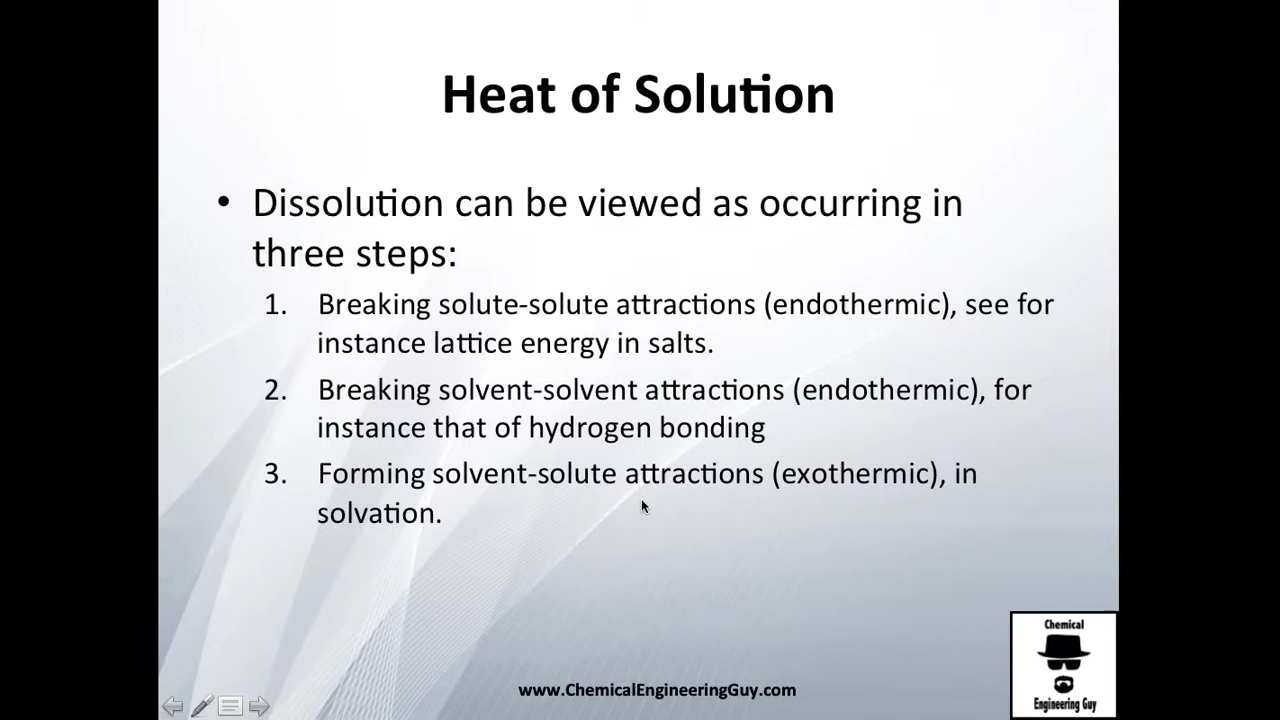 Heat of Solution
• Dissolution can be viewed as occurring in
three steps:
1. Breaking solute-solute attractions (endothermic), see for
instance lattice energy in salts.
2. Breaking solvent-solvent attractions (endothermic), for
instance that of hydrogen bonding
3. Forming solvent-solute attractions (exothermic), in
solvation.
Chemical
Engineering Guy
www.ChemicalEngineeringGuy.com